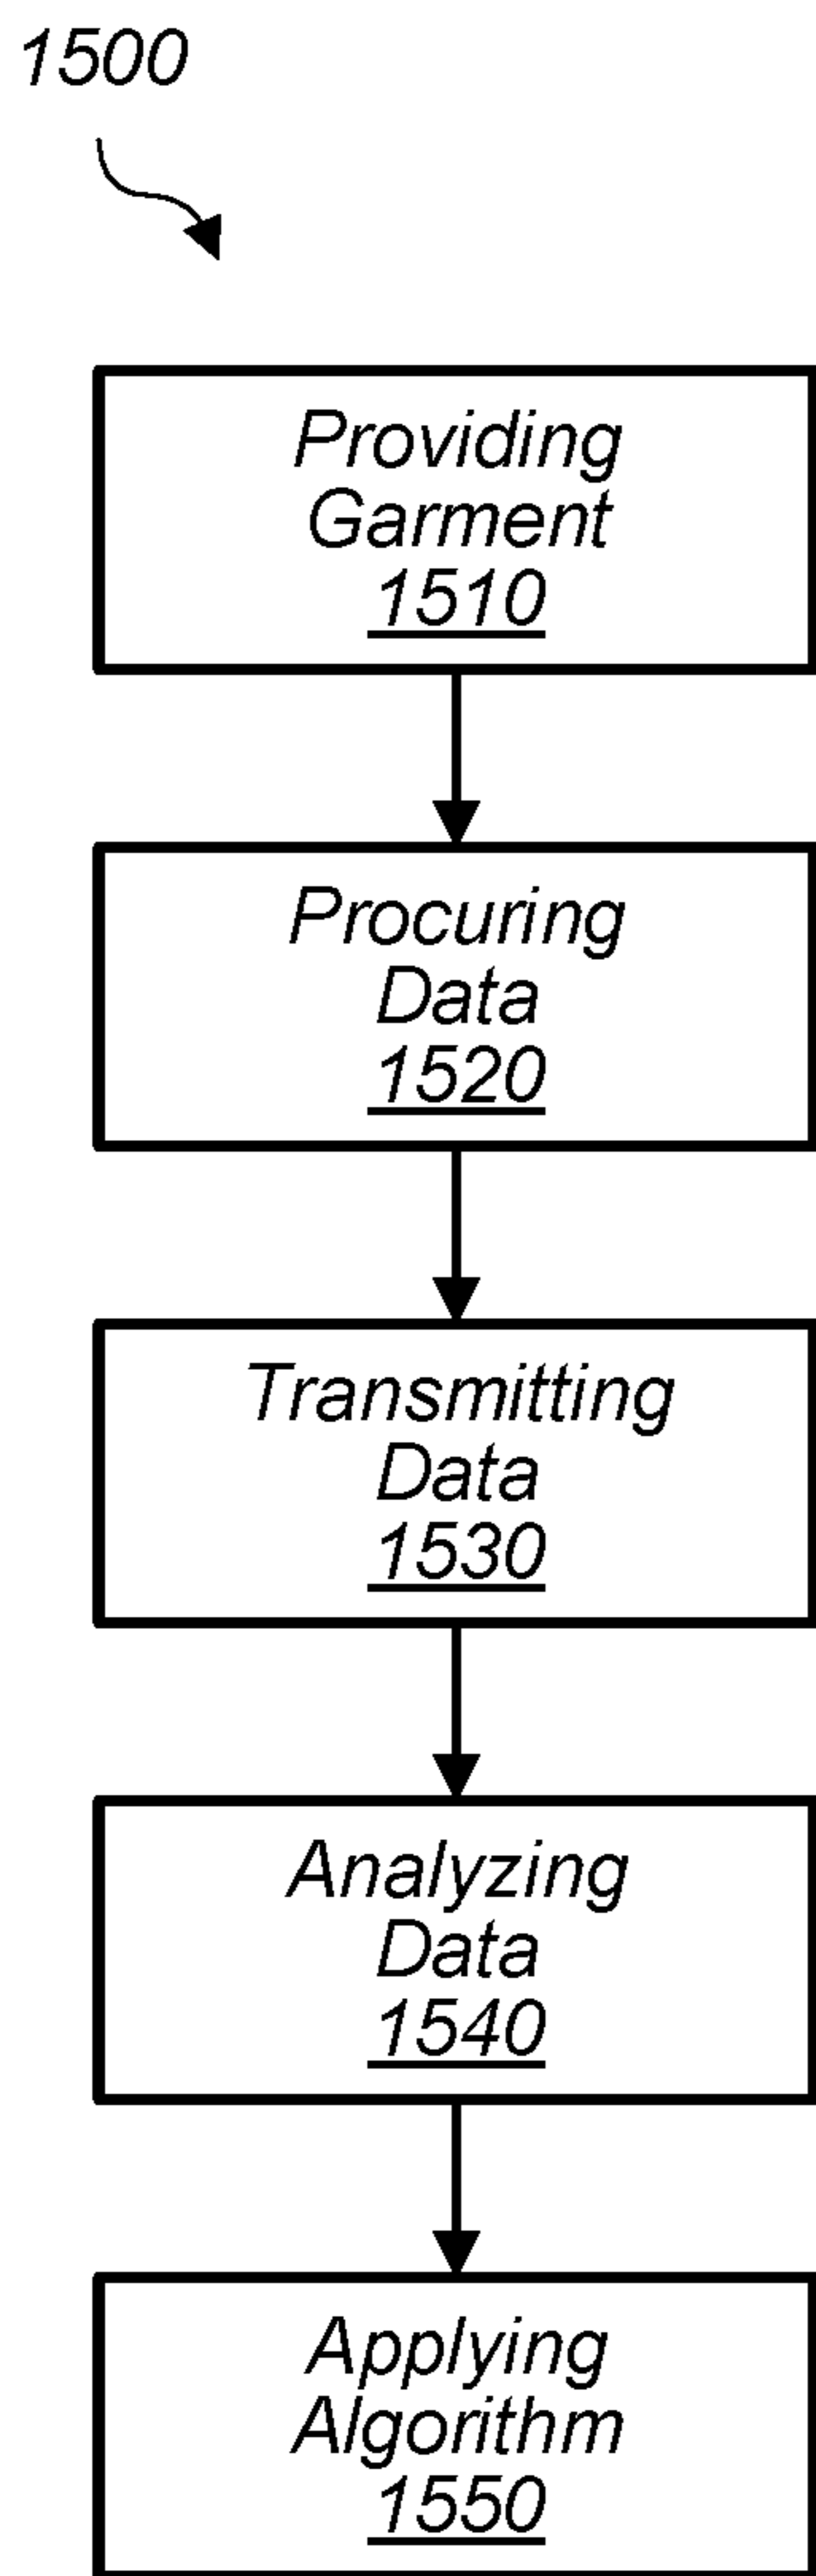 1500
Providing
Garment
1510
Procuring
Data
1520
Transmitting
Data
1530
Analyzing
Data
1540
Applying
Algorithm
1550